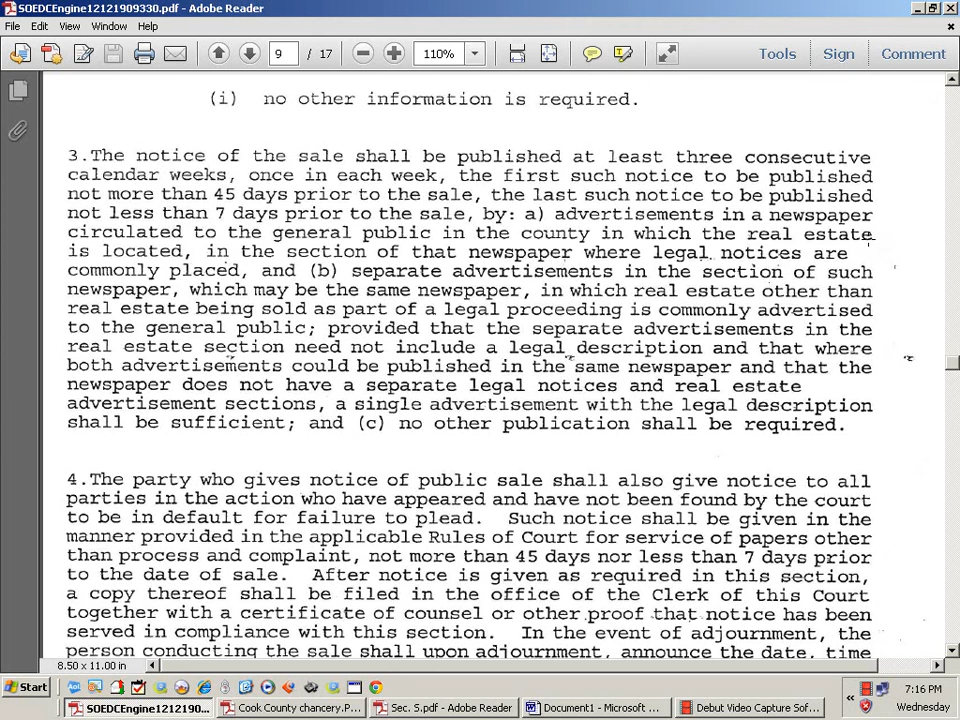 SOEDCEngine12121909330.pdf - Adobe Reader
File Edit View Window Help
9 / 17 110% Tools Sign Comment
(i) no other information is required.
3.The notice of the sale shall be published at least three consecutive
calendar weeks, once in each week, the first such notice to be published
not more than 45 days prior to the sale, the last such notice to be published
not less than 7 days prior to the sale, by: a) advertisements in a newspaper
circulated to the general public in the county in which the real estate
is located, in the section of that newspaper where legal notices are
commonly placed, and (b) separate advertisements in the section of such
newspaper, which may be the same newspaper, in which real estate other than
real estate being sold as part of a legal proceeding is commonly advertised
to the general public; provided that the separate advertisements in the
real estate section need not include a legal description and that where
both advertisements could be published in the same newspaper and that the
newspaper does not have a separate legal notices and real estate
advertisement sections, a single advertisement with the legal description
shall be sufficient; and (c) no other publication shall be required.
4.The party who gives notice of public sale shall also give notice to all
parties in the action who have appeared and have not been found by the court
to be in default for failure to plead. Such notice shall be given in the
manner provided in the applicable Rules of Court for service of papers other
than process and complaint, not more than 45 days nor less than 7 days prior
to the date of sale. After notice is given as required in this section,
a copy thereof shall be filed in the office of the Clerk of this Court
together with a certificate of counsel or other proof that notice has been
served in compliance with this section. In the event of adjournment, the
person conducting the sale shall upon adjournment, announce the date, time
8.50 x 11.00 in
Start 7:16 PM
SOEDCEngine1212190... Cook County chancery.P... Sec. S.pdf - Adobe Reader Document1 - Microsoft ... Debut Video Capture Sof... Wednesday